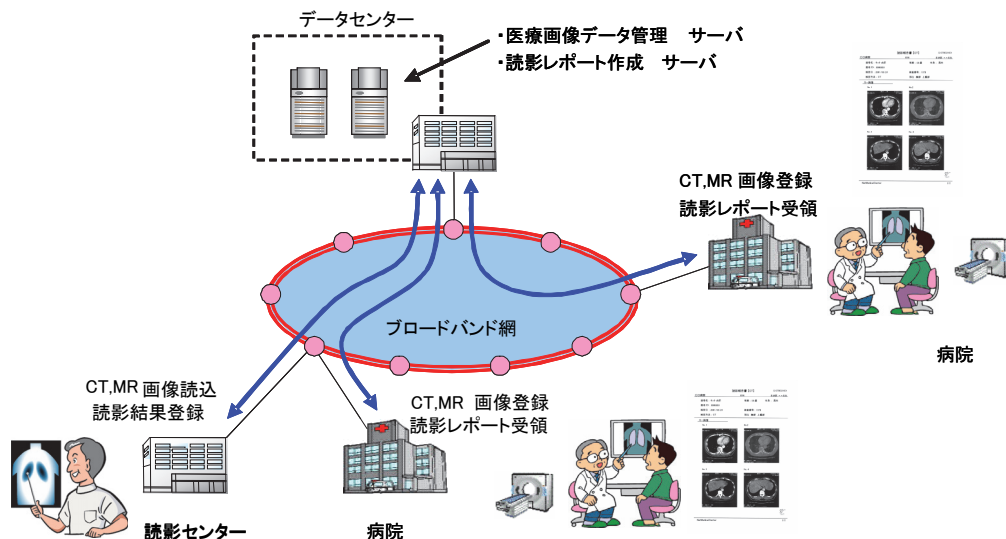 データセンター
・医療画像データ管理　サーバ
・読影レポート作成　サーバ
CT,MR 画像登録
読影レポート受領
病院
ブロードバンド網
CT,MR 画像読込
読影結果登録
読影センター
CT,MR 画像登録
読影レポート受領
病院